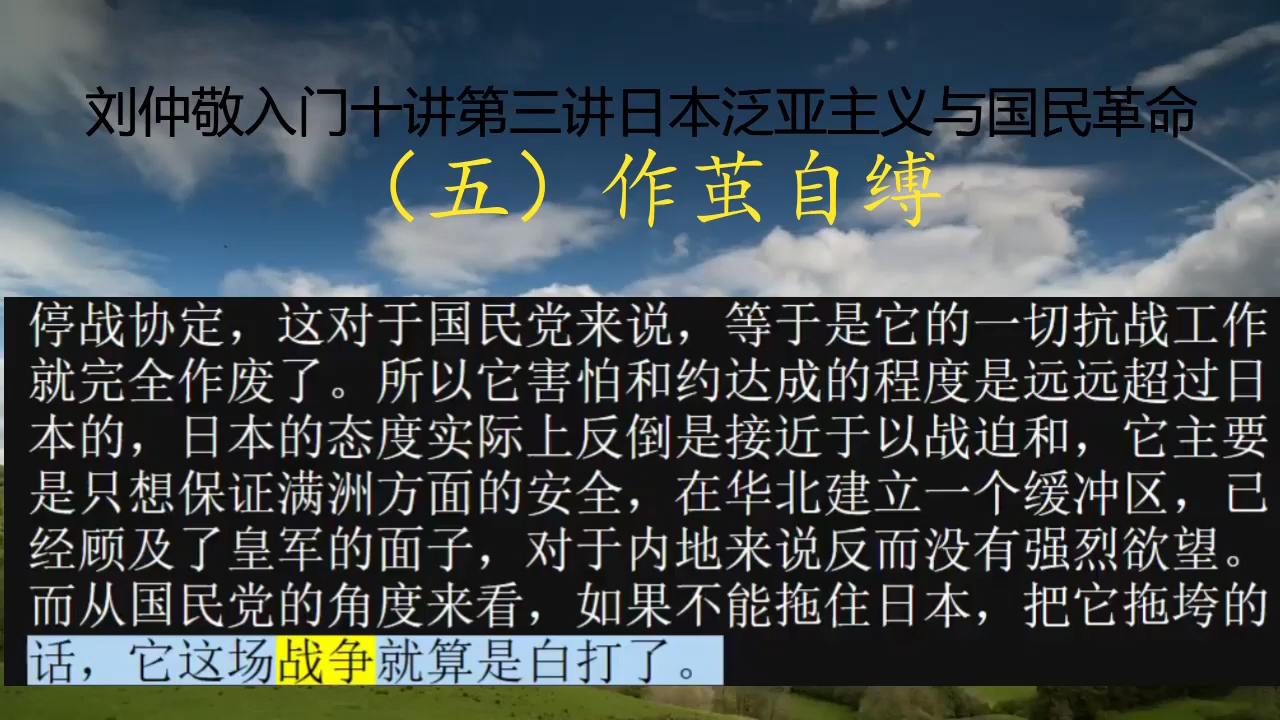 刘仲敬入门十讲第三讲日本泛亚主义与国民革命
（五）作茧自缚
停战协定，这对于国民党来说，等于是它的一切抗战工作
就完全作废了。所以它害怕和约达成的程度是远远超过日
本的，日本的态度实际上反倒是接近于以战迫和，它主要
是只想保证满洲方面的安全，在华北建立一个缓冲区，己
经顾及了皇军的面子，对于内地来说反而没有强烈欲望。
而从国民党的角度来看，如果不能拖住日本，把它拖垮的
话，它这场战争就算是白打了。